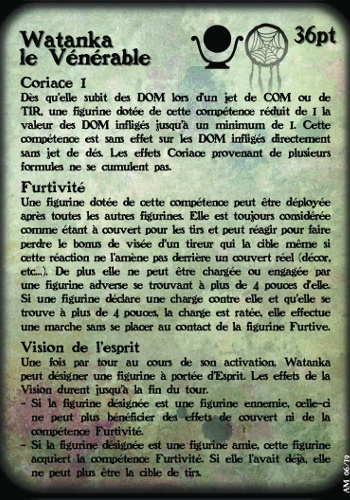 Watanka
le Vénérable
36pt
Coriace 1
Dès qu'elle subit des DOM lors d'un jet de COM ou de
TIR, une figurine dotée de cette compétence réduit de 1 la
valeur des DOM infligés jusqu'à un minimum de 1. Cette
compétence est sans effet sur les DOM infligés directement
sans jet de dés. Les effets Coriace provenant de plusieurs
formules ne se cumulent pas.
Furtivité
Une figurine dotée de cette compétence peut être déployée
après toutes les autres figurines. Elle est toujours considérée
comme étant à couvert pour les tirs et peut réagir pour faire
perdre le bonus de visée d'un tireur qui la cible même si
cette réaction ne l'amène pas derrière un couvert réel (décor,
etc...). De plus elle ne peut être chargée ou engagée par
une figurine adverse se trouvant à plus de 4 pouces d'elle.
Si une figurine déclare une charge contre elle et qu'elle se
trouve à plus de 4 pouces, la charge est ratée, elle effectue
une marche sans se placer au contact de la figurine Furtive.
Vision de l'esprit
Une fois par tour au cours de son activation, Watanka
peut désigner une figurine à portée d'Esprit. Les effets de la
Vision durent jusqu'à la fin du tour.
- Si la figurine désignée est une figurine ennemie, celle-ci
ne peut plus bénéficier des effets de couvert ni de la
compétence Furtivité.
- Si la figurine désignée est une figurine amie, cette figurine
acquiert la compétence Furtivité. Si elle l'avait déjà, elle
ne peut plus être la cible de tirs.
AM 06/19